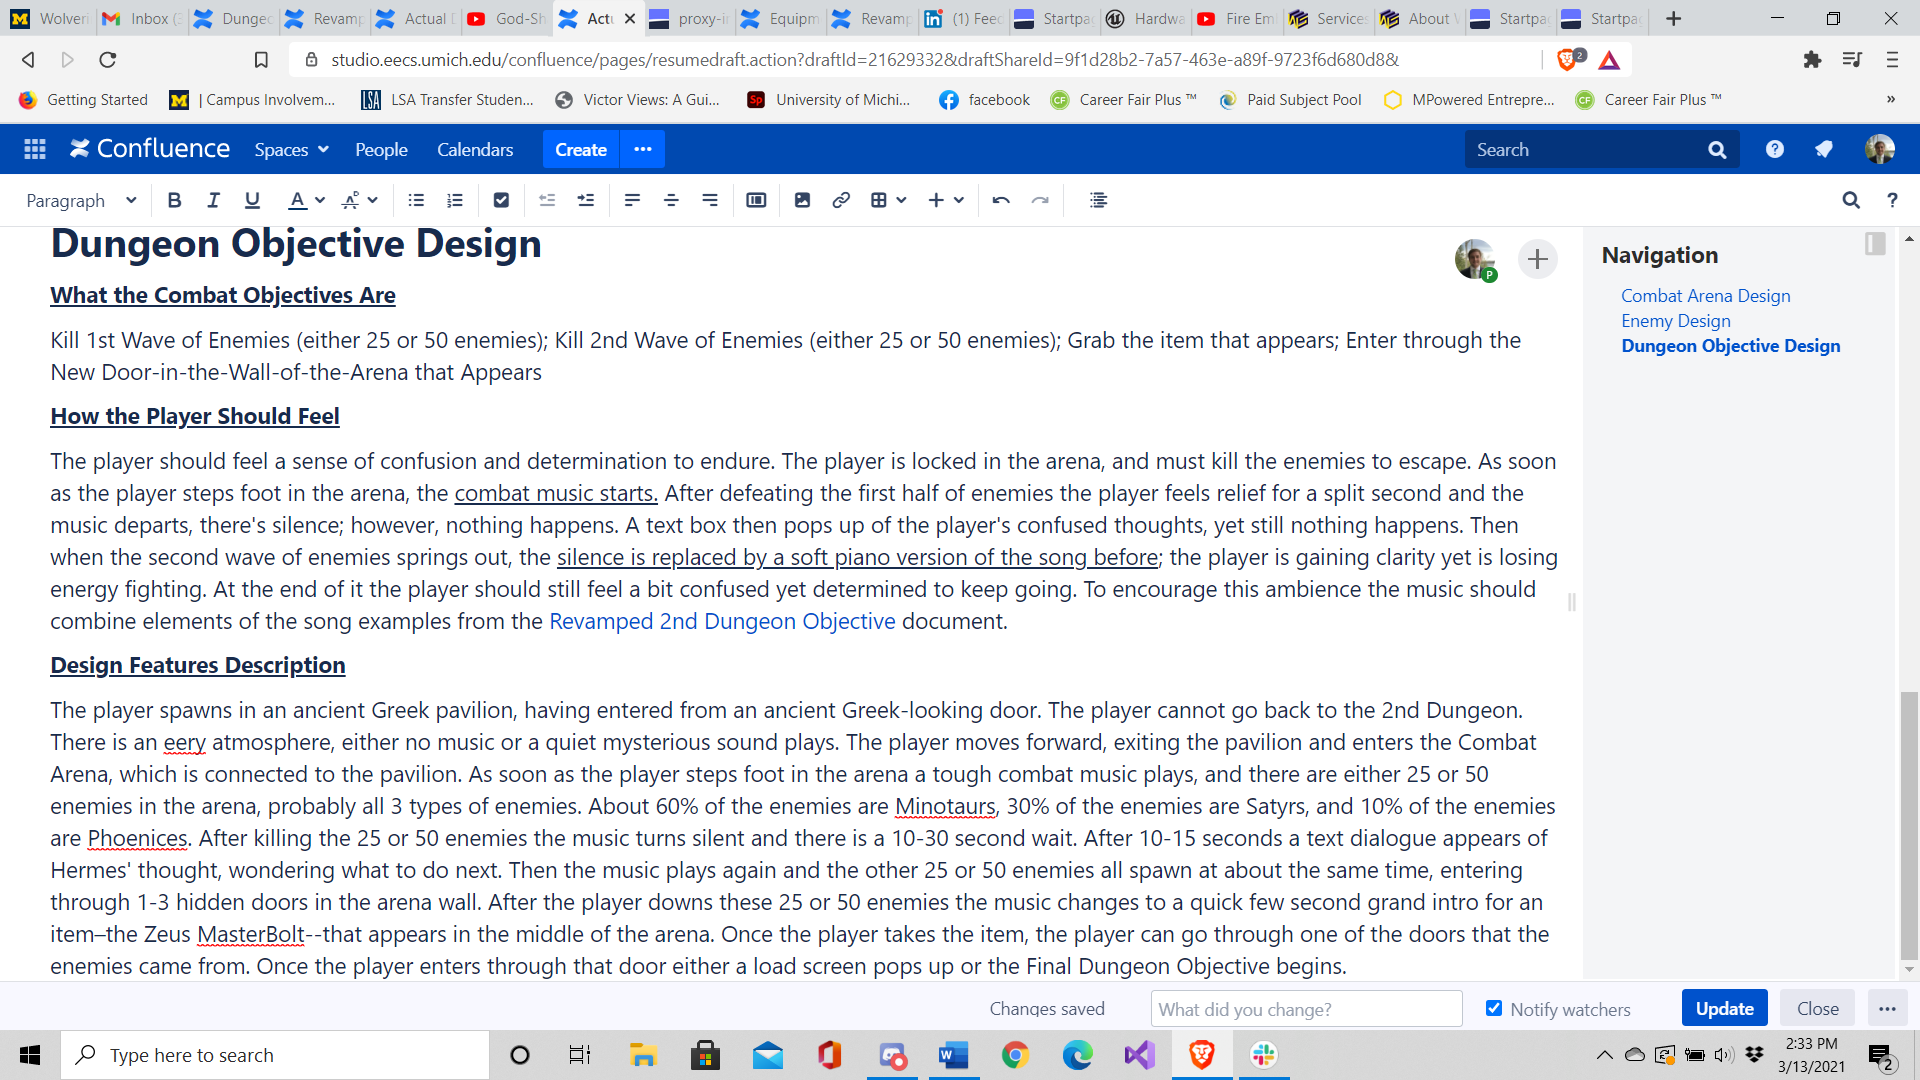 Wolveri
Inbox (3
Dungeo
Revamp
Actual D
God-Sh
Actu
proxy-in
Equipm
Revamp
(1) Feed
Startpag
Hardwa
Fire Em
Services
About W
Startpag
Startpag
studio.eecs.umich.edu/confluence/pages/resumedraft.action?draftId=21629332&draftShareId=9f1d28b2-7a57-463e-a89f-9723f6d680d8&
2
Getting Started
| Campus Involvem...
LSA Transfer Studen...
Victor Views: A Gui...
University of Michi...
facebook
Career Fair Plus ™
Paid Subject Pool
MPowered Entrepre...
Career Fair Plus ™
»
Confluence
Spaces
People
Calendars
Create
Search
Paragraph
Dungeon Objective Design
What the Combat Objectives Are
Kill 1st Wave of Enemies (either 25 or 50 enemies); Kill 2nd Wave of Enemies (either 25 or 50 enemies); Grab the item that appears; Enter through the
New Door-in-the-Wall-of-the-Arena that Appears
How the Player Should Feel
The player should feel a sense of confusion and determination to endure. The player is locked in the arena, and must kill the enemies to escape. As soon
as the player steps foot in the arena, the combat music starts. After defeating the first half of enemies the player feels relief for a split second and the
music departs, there's silence; however, nothing happens. A text box then pops up of the player's confused thoughts, yet still nothing happens. Then
when the second wave of enemies springs out, the silence is replaced by a soft piano version of the song before; the player is gaining clarity yet is losing
energy fighting. At the end of it the player should still feel a bit confused yet determined to keep going. To encourage this ambience the music should
combine elements of the song examples from the Revamped 2nd Dungeon Objective document.
Design Features Description
The player spawns in an ancient Greek pavilion, having entered from an ancient Greek-looking door. The player cannot go back to the 2nd Dungeon.
There is an eery atmosphere, either no music or a quiet mysterious sound plays. The player moves forward, exiting the pavilion and enters the Combat
Arena, which is connected to the pavilion. As soon as the player steps foot in the arena a tough combat music plays, and there are either 25 or 50
enemies in the arena, probably all 3 types of enemies. About 60% of the enemies are Minotaurs, 30% of the enemies are Satyrs, and 10% of the enemies
are Phoenices. After killing the 25 or 50 enemies the music turns silent and there is a 10-30 second wait. After 10-15 seconds a text dialogue appears of
Hermes' thought, wondering what to do next. Then the music plays again and the other 25 or 50 enemies all spawn at about the same time, entering
through 1-3 hidden doors in the arena wall. After the player downs these 25 or 50 enemies the music changes to a quick few second grand intro for an
item–the Zeus MasterBolt--that appears in the middle of the arena. Once the player takes the item, the player can go through one of the doors that the
enemies came from. Once the player enters through that door either a load screen pops up or the Final Dungeon Objective begins.
P
Navigation
Combat Arena Design
Enemy Design
Dungeon Objective Design
Changes saved
What did you change?
Notify watchers
Update
Close
Type here to search
2:33 PM
3/13/2021
2